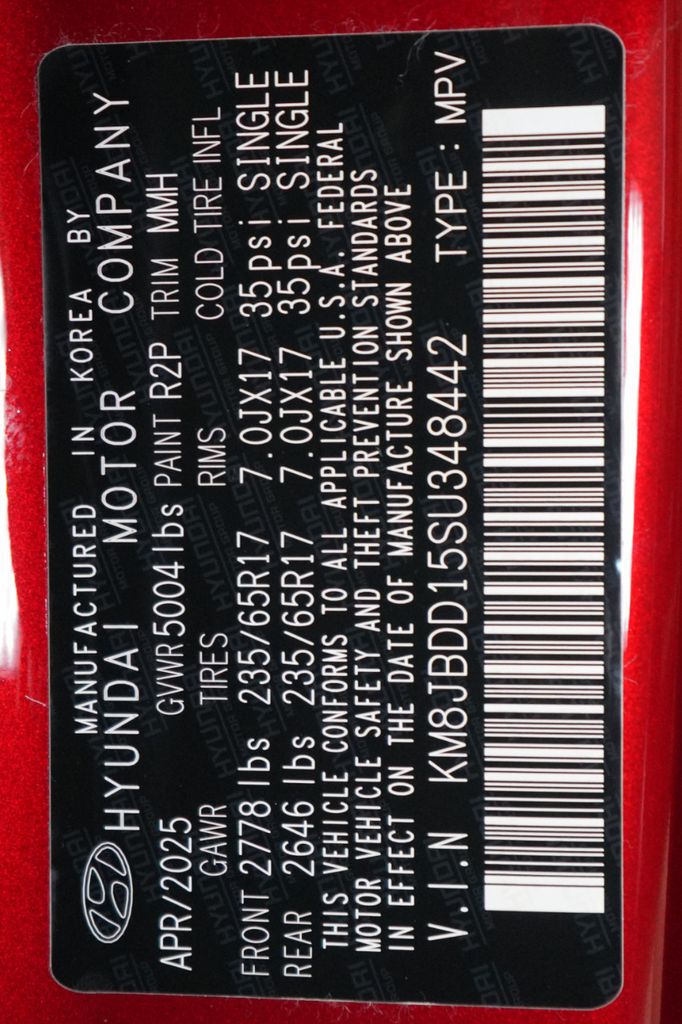 MANUFACTURED IN KOREA BY
HYUNDAI MOTOR COMPANY
APR/2025 GVWR 5004 lbs PAINT R2P TRIM MMH
GAWR TIRES RIMS COLD TIRE INFL
FRONT 2778 lbs 235/65R17 7.0JX17 35psi SINGLE
REAR 2646 lbs 235/65R17 7.0JX17 35psi SINGLE
THIS VEHICLE CONFORMS TO ALL APPLICABLE U.S.A. FEDERAL
MOTOR VEHICLE SAFETY AND THEFT PREVENTION STANDARDS
IN EFFECT ON THE DATE OF MANUFACTURE SHOWN ABOVE
V.I.N KM8JBDD15SU348442 TYPE : MPV